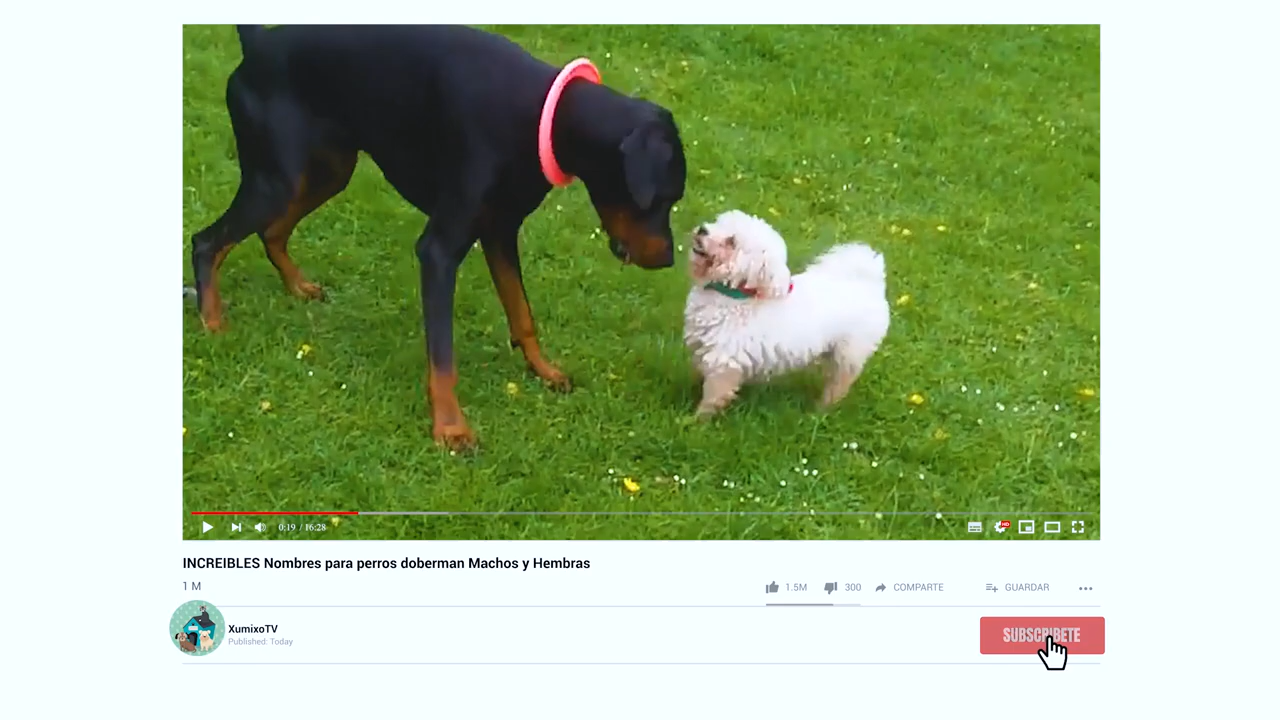 0:19 / 16:28
HD
INCREIBLES Nombres para perros doberman Machos y Hembras
1 M
1.5M
300
COMPARTE
GUARDAR
XumixoTV
Published: Today
SUBSCRIBETE